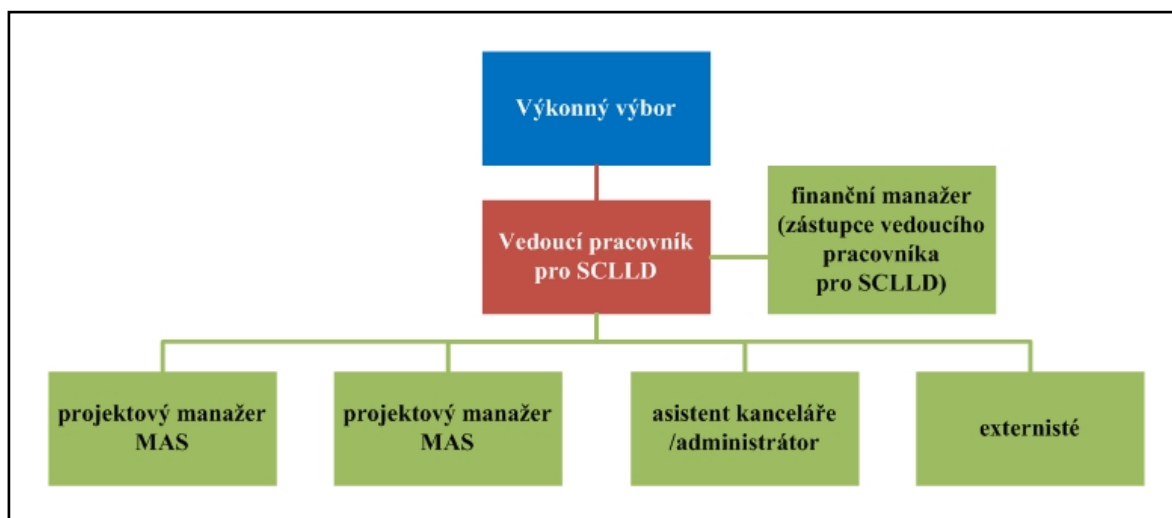 Výkonný výbor
Vedoucí pracovník
pro SCLLD
finanční manažer
(zástupce vedoucího
pracovníka
pro SCLLD)
projektový manažer
MAS
projektový manažer
MAS
asistent kanceláře
/administrátor
externisté